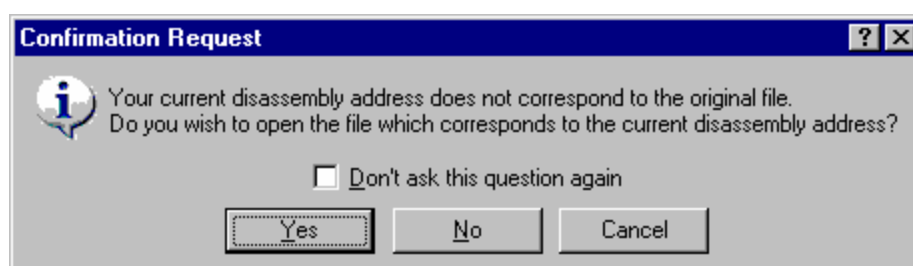 Confirmation Request
Your current disassembly address does not correspond to the original file.
Do you wish to open the file which corresponds to the current disassembly address?
Don't ask this question again
Yes No Cancel